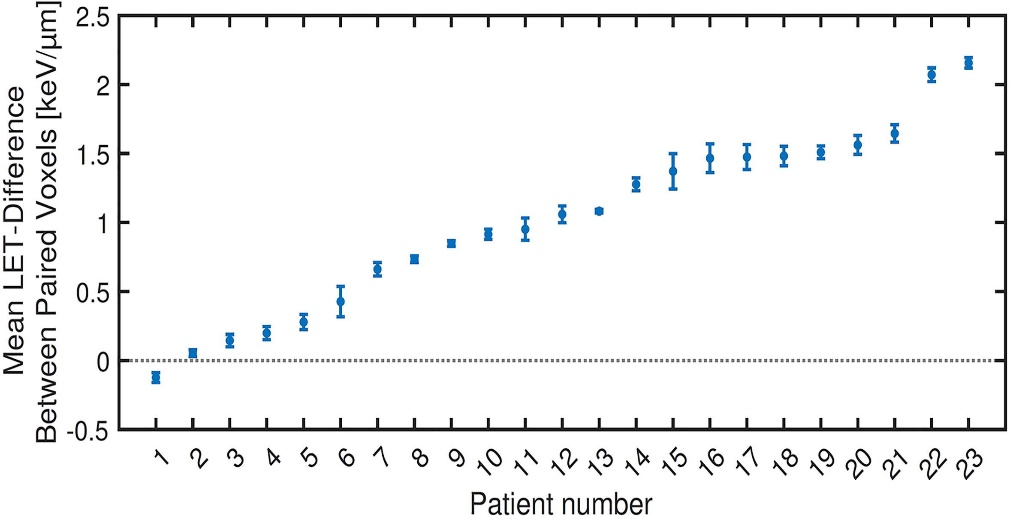 Mean LET-Difference
Between Paired Voxels [keV/µm]
2.5
2
1.5
1
0.5
0
-0.5
1 2 3 4 5 6 7 8 9 10 11 12 13 14 15 16 17 18 19 20 21 22 23
Patient number